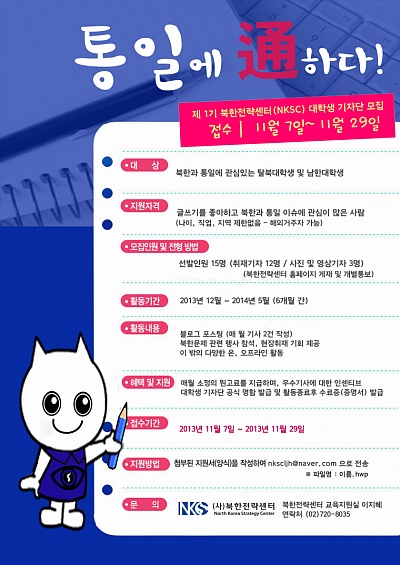 통일에 通하다!
제 1기 북한전략센터(NKSC) 대학생 기자단 모집
접수 | 11월 7일~ 11월 29일
• 대 상
북한과 통일에 관심있는 탈북대학생 및 남한대학생
• 지원자격
글쓰기를 좋아하고 북한과 통일 이슈에 관심이 많은 사람
(나이, 직업, 지역 제한없음 - 해외거주자 가능)
• 모집인원 및 전형 방법
선발인원 15명 (취재기자 12명 / 사진 및 영상기자 3명)
(북한전략센터 홈페이지 게재 및 개별통보)
• 활동기간
2013년 12월 ~ 2014년 5월 (6개월 간)
• 활동내용
블로그 포스팅 (매 월 기사 2건 작성)
북한문제 관련 행사 참석, 현장취재 기회 제공
이 밖의 다양한 온, 오프라인 활동
• 혜택 및 지원
매월 소정의 원고료를 지급하며, 우수기사에 대한 인센티브
대학생 기자단 공식 명함 발급 및 활동종료후 수료증(증명서) 발급
• 접수기간
2013년 11월 7일 ~ 2013년 11월 29일
• 지원방법
첨부된 지원서(양식)을 작성하여 nkscljh@naver.com 으로 전송
※ 파일명 : 이름.hwp
• 문 의
NKSC (사)북한전략센터
North Korea Strategy Center
북한전략센터 교육지원실 이지혜
연락처 (02)720-8035